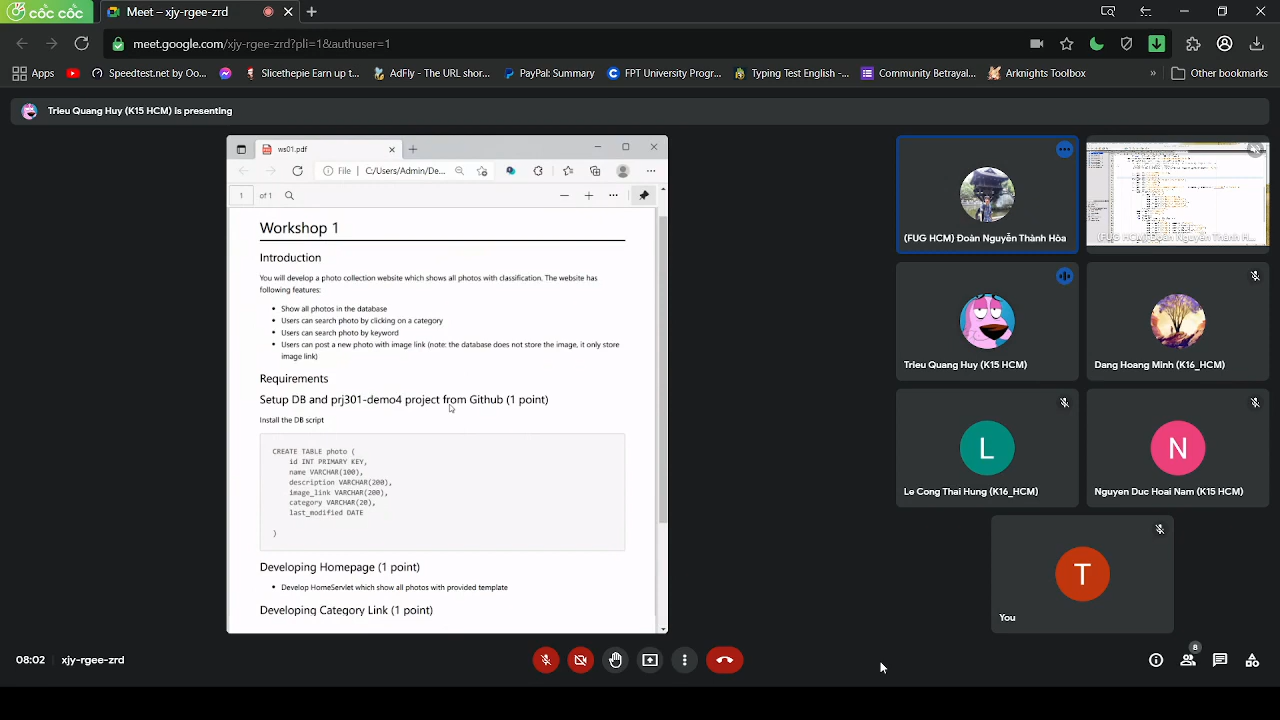 cốc cốc
Meet – xjy-rgee-zrd
meet.google.com/xjy-rgee-zrd?pli=1&authuser=1
Apps
Speedtest.net by Oo...
Slicethepie Earn up t...
AdFly - The URL shor...
PayPal: Summary
FPT University Progr...
Typing Test English -...
Community Betrayal...
Arknights Toolbox
»
Other bookmarks
Trieu Quang Huy (K15 HCM) is presenting
ws01.pdf
File | C:/Users/Admin/De...
1 of 1
Workshop 1
Introduction
You will develop a photo collection website which shows all photos with classification. The website has
following features:
• Show all photos in the database
• Users can search photo by clicking on a category
• Users can search photo by keyword
• Users can post a new photo with image link (note: the database does not store the image, it only store
image link)
Requirements
Setup DB and prj301-demo4 project from Github (1 point)
Install the DB script
CREATE TABLE photo (
id INT PRIMARY KEY,
name VARCHAR(100),
description VARCHAR(200),
image_link VARCHAR(200),
category VARCHAR(20),
last_modified DATE
)
Developing Homepage (1 point)
• Develop HomeServlet which show all photos with provided template
Developing Category Link (1 point)
(FUG HCM) Đoàn Nguyễn Thành Hòa
(FUG HCM) Đoàn Nguyễn Thành H...
Trieu Quang Huy (K15 HCM)
Dang Hoang Minh (K16_HCM)
L
Le Cong Thai Hung (K16_HCM)
N
Nguyen Duc Hoai Nam (K15 HCM)
T
You
08:02 | xjy-rgee-zrd
8